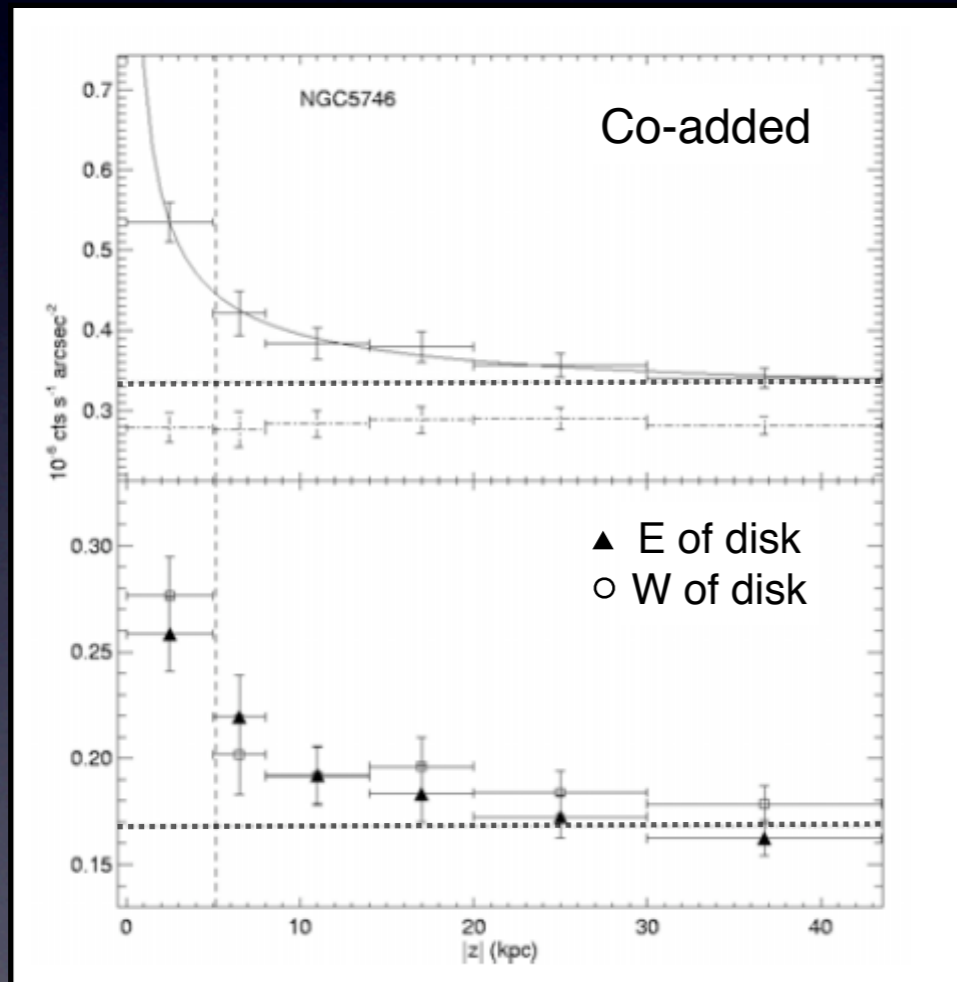 NGC5746
Co-added
0.7
0.6
0.5
0.4
0.3
10⁻⁶ cts s⁻¹ arcsec⁻²
▲ E of disk
○ W of disk
0.30
0.25
0.20
0.15
0 10 20 30 40
|z| (kpc)